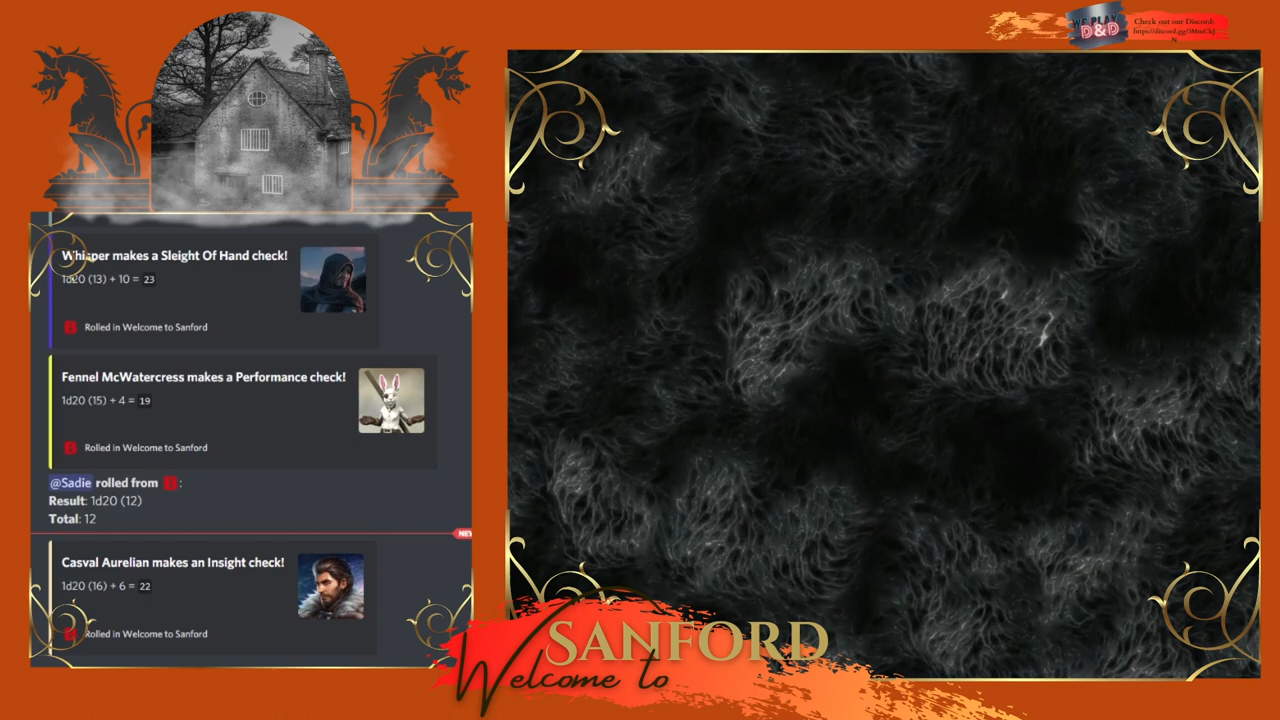 WE PLAY
D&D
Check out our Discord:
Whisper makes a Sleight Of Hand check!
1d20 (13) + 10 = 23
Rolled in Welcome to Sanford
Fennel McWatercress makes a Performance check!
1d20 (15) + 4 = 19
Rolled in Welcome to Sanford
@Sadie rolled from :
Result: 1d20 (12)
Total: 12
NEW
Casval Aurelian makes an Insight check!
1d20 (16) + 6 = 22
Rolled in Welcome to Sanford
Welcome to
SANFORD